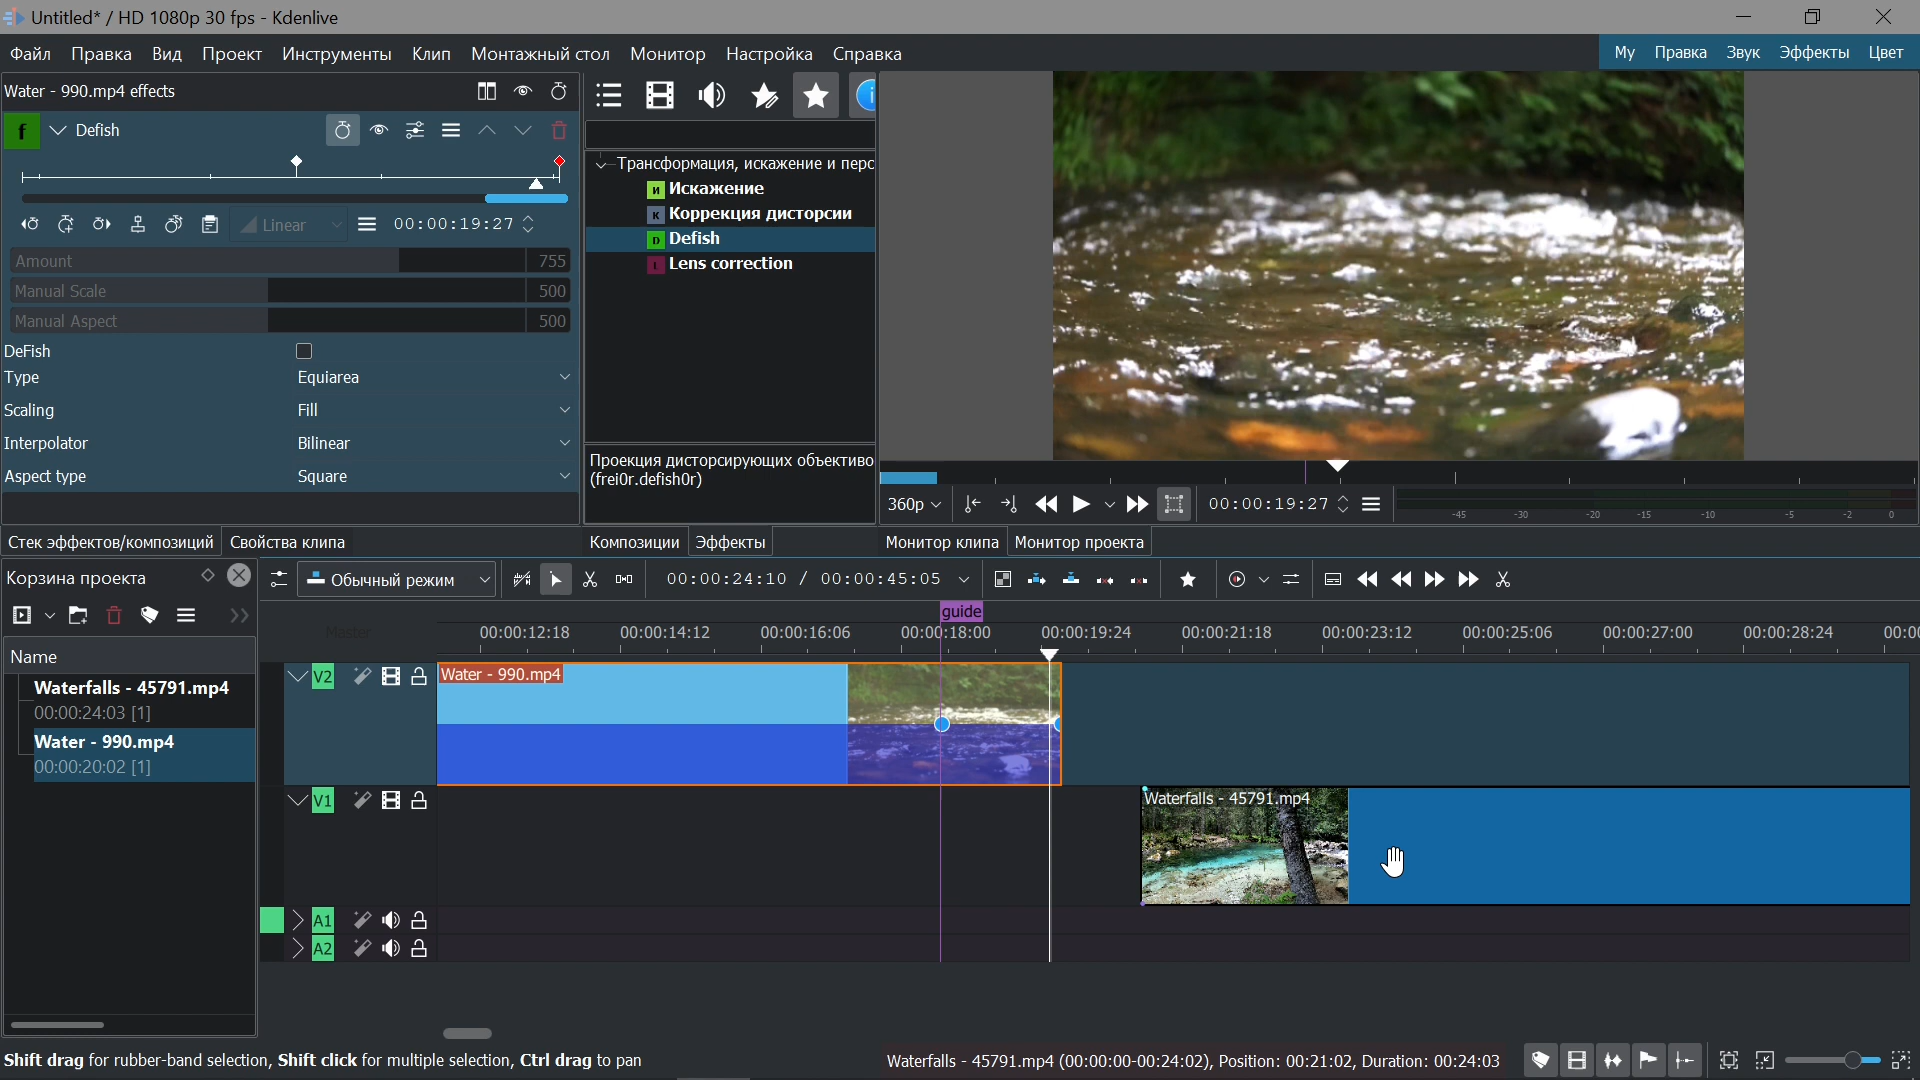 Untitled* / HD 1080p 30 fps - Kdenlive
Файл Правка Вид Проект Инструменты Клип Монтажный стол Монитор Настройка Справка
My Правка Звук Эффекты Цвет
Water - 990.mp4 effects
f Defish
Linear 00:00:19:27
Amount 755
Manual Scale 500
Manual Aspect 500
DeFish
Type Equiarea
Scaling Fill
Interpolator Bilinear
Aspect type Square
Стек эффектов/композиций Свойства клипа
Трансформация, искажение и перс
И Искажение
К Коррекция дисторсии
D Defish
L Lens correction
Проекция дисторсирующих объективо
(frei0r.defish0r)
Композиции Эффекты
360p 00:00:19:27
-45 -30 -20 -15 -10 -5 -2 0
Монитор клипа Монитор проекта
Корзина проекта
Обычный режим 00:00:24:10 / 00:00:45:05
Name
Waterfalls - 45791.mp4
00:00:24:03 [1]
Water - 990.mp4
00:00:20:02 [1]
guide
Master 00:00:12:18 00:00:14:12 00:00:16:06 00:00:18:00 00:00:19:24 00:00:21:18 00:00:23:12 00:00:25:06 00:00:27:00 00:00:28:24 00:00
V2 Water - 990.mp4
V1 Waterfalls - 45791.mp4
A1
A2
Shift drag for rubber-band selection, Shift click for multiple selection, Ctrl drag to pan
Waterfalls - 45791.mp4 (00:00:00-00:24:02), Position: 00:21:02, Duration: 00:24:03